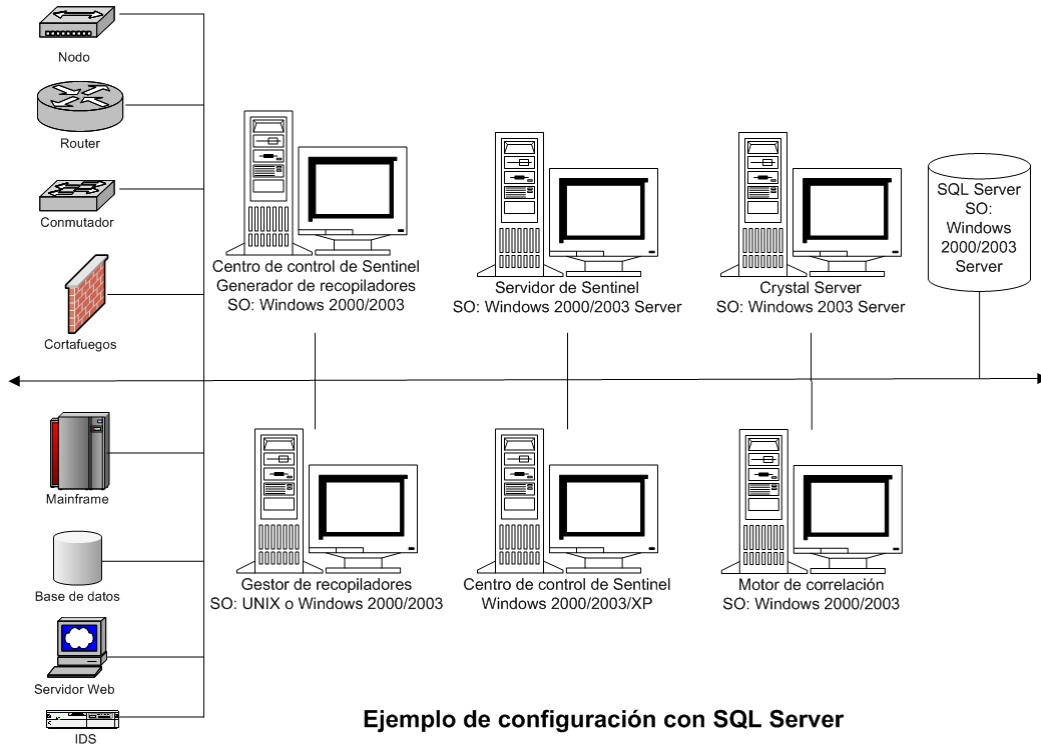 Nodo
Router
Conmutador
Cortafuegos
Centro de control de Sentinel
Generador de recopiladores
SO: Windows 2000/2003
Servidor de Sentinel
SO: Windows 2000/2003 Server
Crystal Server
SO: Windows 2003 Server
SQL Server
SO:
Windows
2000/2003
Server
Mainframe
Base de datos
Servidor Web
IDS
Gestor de recopiladores
SO: UNIX o Windows 2000/2003
Centro de control de Sentinel
Windows 2000/2003/XP
Motor de correlación
SO: Windows 2000/2003
Ejemplo de configuración con SQL Server